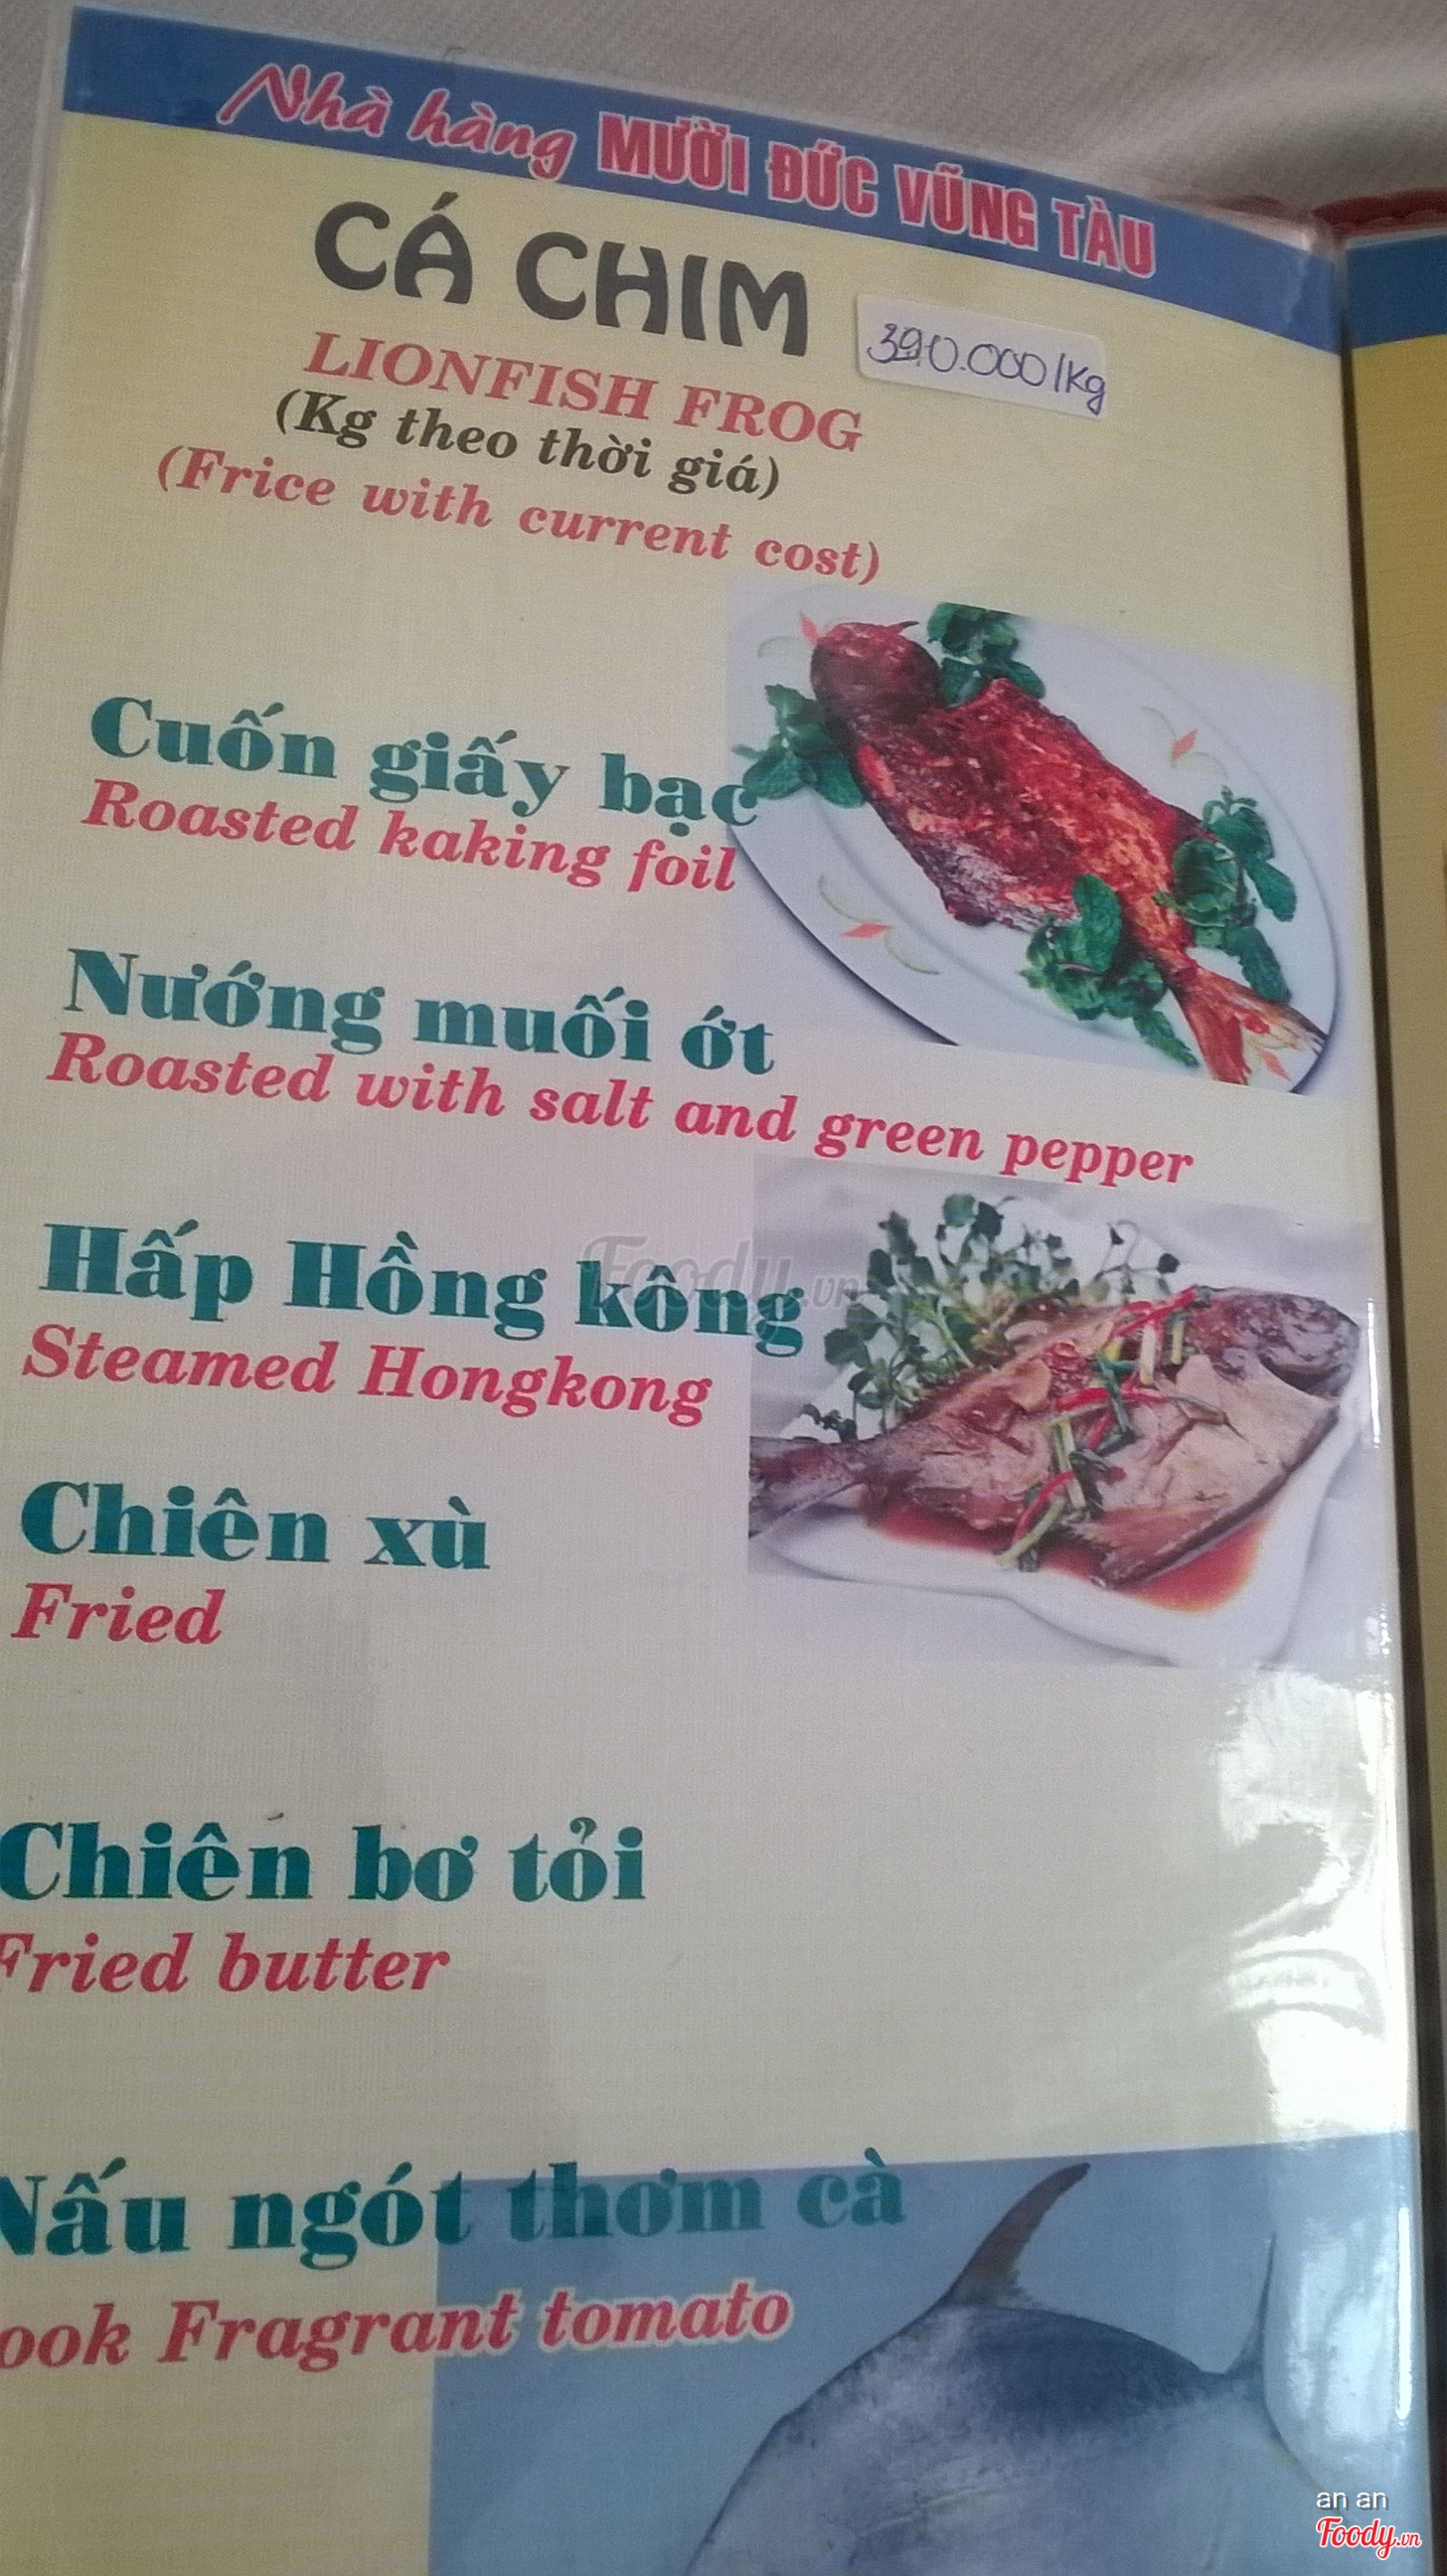 Nhà hàng MƯỜI ĐỨC VŨNG TÀU
CÁ CHIM
390.000/Kg
LIONFISH FROG
(Kg theo thời giá)
(Frice with current cost)
Cuốn giấy bạc
Roasted kaking foil
Nướng muối ớt
Roasted with salt and green pepper
Hấp Hồng kông
Steamed Hongkong
Foody.vn
Chiên xù
Fried
Chiên bơ tỏi
Fried butter
Nấu ngót thơm cà
ook Fragrant tomato
an an
Foody.vn